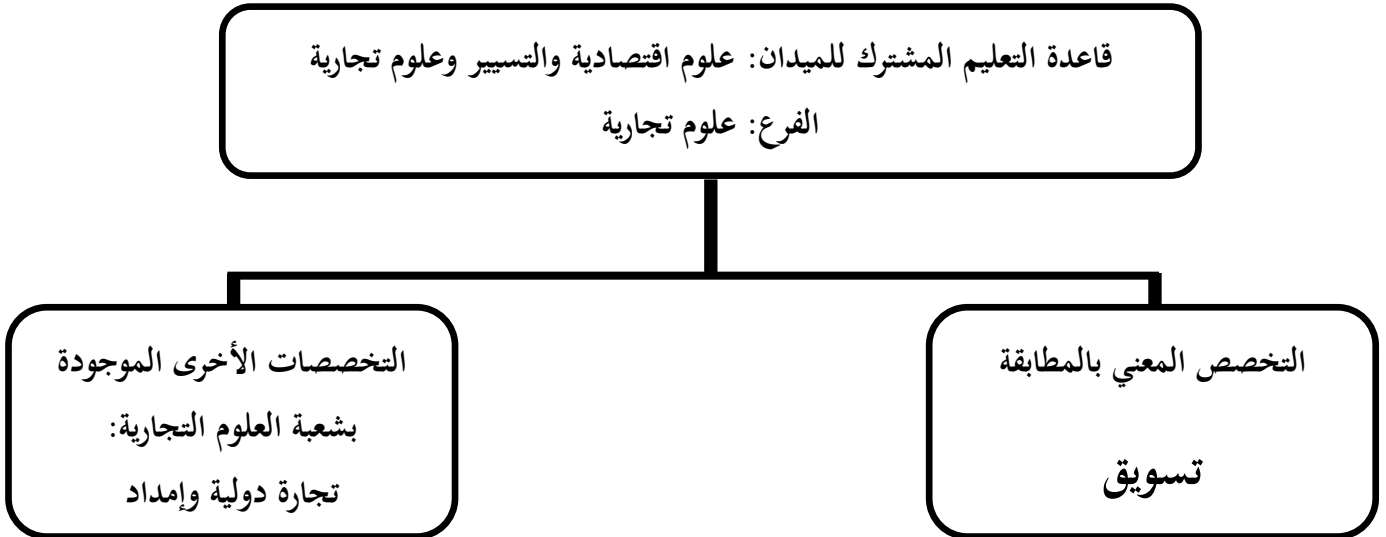 قاعدة التعليم المشترك للميدان: علوم اقتصادية والتسيير وعلوم تجارية
الفرع: علوم تجارية
التخصص المعني بالمطابقة
تسويق
التخصصات الأخرى الموجودة
بشعبة العلوم التجارية:
تجارة دولية وإمداد